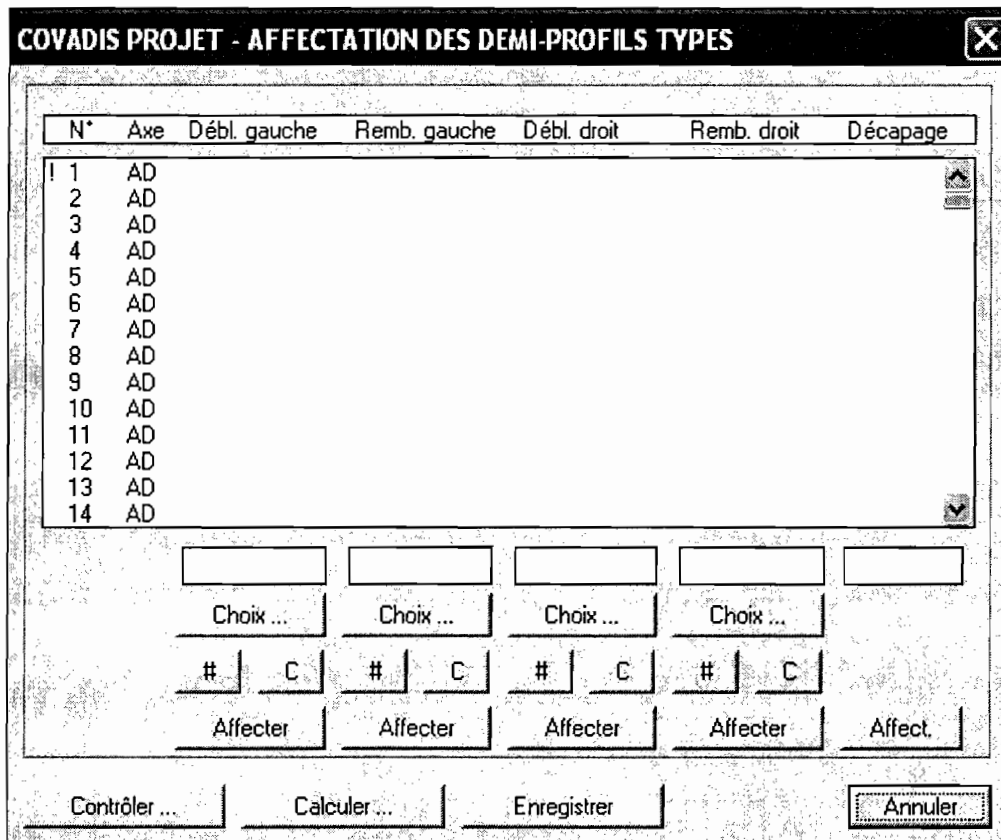 COVADIS PROJET - AFFECTATION DES DEMI-PROFILS TYPES
N° Axe Débl. gauche Remb. gauche Débl. droit Remb. droit Décapage
! 1 AD
2 AD
3 AD
4 AD
5 AD
6 AD
7 AD
8 AD
9 AD
10 AD
11 AD
12 AD
13 AD
14 AD
Choix ... Choix ... Choix ... Choix ...
# C # C # C # C
Affecter Affecter Affecter Affecter Affect.
Contrôler ... Calculer ... Enregistrer Annuler